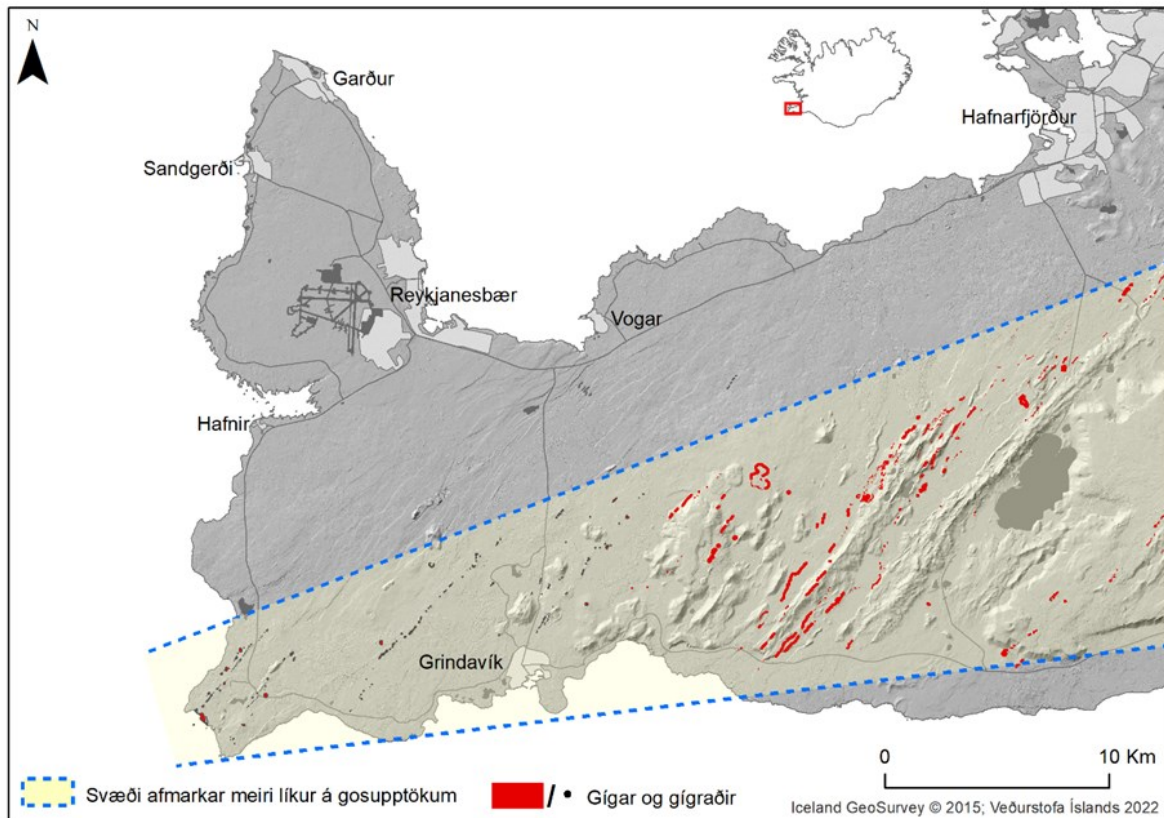 N
Garður
Hafnarfjörður
Sandgerði
Reykjanesbær
Vogar
Hafnir
Grindavík
0 10 Km
Svæði afmarkar meiri líkur á gosupptökum
/ • Gígar og gígraðir
Iceland GeoSurvey © 2015; Veðurstofa Íslands 2022